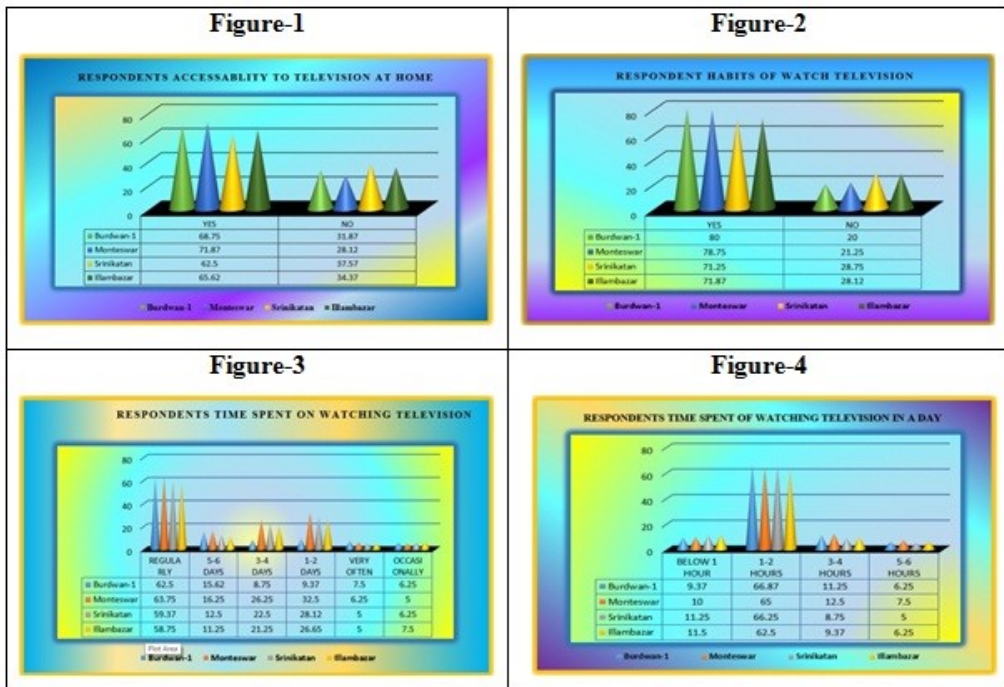 Figure-1
RESPONDENTS ACCESSABLITY TO TELEVISION AT HOME
80
60
40
20
0
YES NO
Burdwan-1 68.75 31.87
Monteswar 71.87 28.12
Srinikatan 62.5 37.57
Illambazar 65.62 34.37
Burdwan-1 Monteswar Srinikatan Illambazar
Figure-2
RESPONDENT HABITS OF WATCH TELEVISION
80
60
40
20
0
YES NO
Burdwan-1 80 20
Monteswar 78.75 21.25
Srinikatan 71.25 28.75
Illambazar 71.87 28.12
Burdwan-1 Monteswar Srinikatan Illambazar
Figure-3
RESPONDENTS TIME SPENT ON WATCHING TELEVISION
80
60
40
20
0
REGULA 5-6 3-4 1-2 VERY OCCASI
RLY DAYS DAYS DAYS OFTEN ONALLY
Burdwan-1 62.5 15.62 8.75 9.37 7.5 6.25
Monteswar 63.75 16.25 26.25 32.5 6.25 5
Srinikatan 59.37 12.5 22.5 28.12 5 6.25
Illambazar 58.75 11.25 21.25 26.65 5 7.5
Plot Area
Burdwan-1 Monteswar Srinikatan Illambazar
Figure-4
RESPONDENTS TIME SPENT OF WATCHING TELEVISION IN A DAY
80
60
40
20
0
BELOW 1 1-2 3-4 5-6
HOUR HOURS HOURS HOURS
Burdwan-1 9.37 66.87 11.25 6.25
Monteswar 10 65 12.5 7.5
Srinikatan 11.25 66.25 8.75 5
Illambazar 11.5 62.5 9.37 6.25
Burdwan-1 Monteswar Srinikatan Illambazar